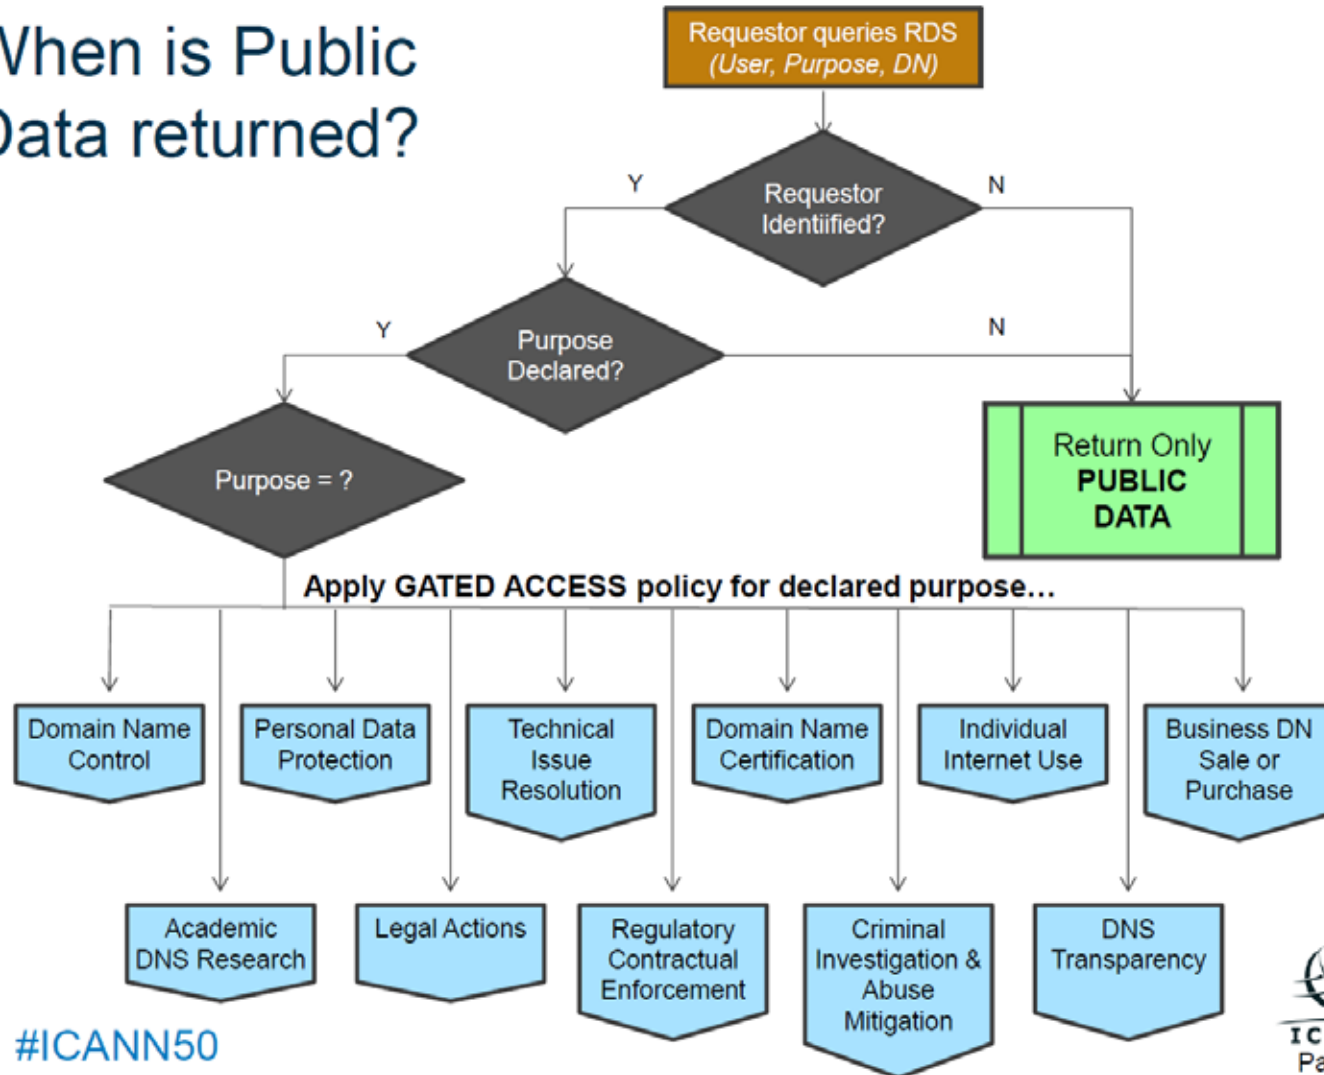 When is Public
Data returned?
Requestor queries RDS
(User, Purpose, DN)
Requestor
Identiified?
Y
N
Purpose
Declared?
Y
N
Purpose = ?
Return Only
PUBLIC
DATA
Apply GATED ACCESS policy for declared purpose…
Domain Name
Control
Personal Data
Protection
Technical
Issue
Resolution
Domain Name
Certification
Individual
Internet Use
Business DN
Sale or
Purchase
Academic
DNS Research
Legal Actions
Regulatory
Contractual
Enforcement
Criminal
Investigation &
Abuse
Mitigation
DNS
Transparency
#ICANN50